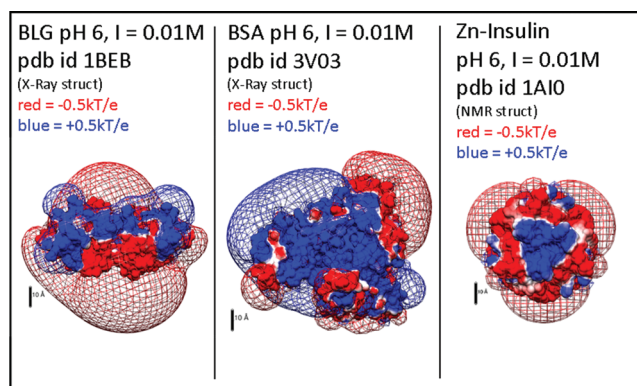 BLG pH 6, I = 0.01M
pdb id 1BEB
(X-Ray struct)
red = -0.5kT/e
blue = +0.5kT/e
10 Å
BSA pH 6, I = 0.01M
pdb id 3V03
(X-Ray struct)
red = -0.5kT/e
blue = +0.5kT/e
10 Å
Zn-Insulin
pH 6, I = 0.01M
pdb id 1AI0
(NMR struct)
red = -0.5kT/e
blue = +0.5kT/e
10 Å